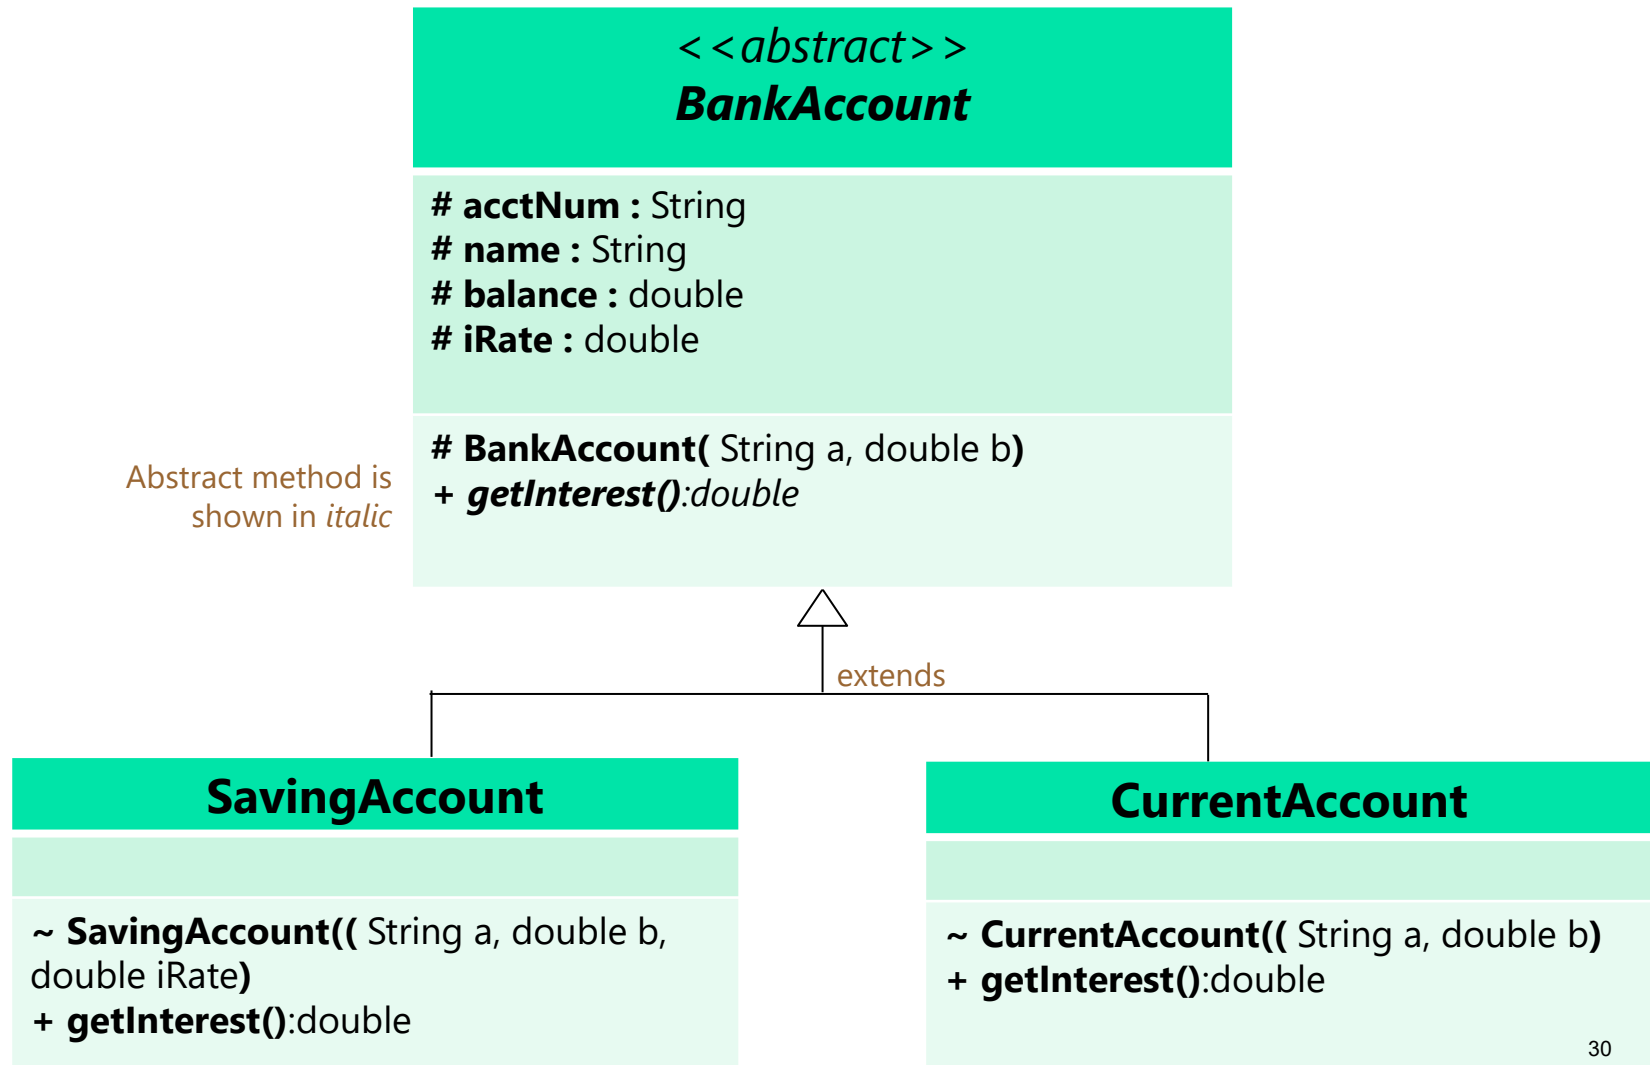 <<abstract>>
BankAccount
# acctNum : String
# name : String
# balance : double
# iRate : double
Abstract method is
shown in italic
# BankAccount( String a, double b)
+ getInterest():double
extends
SavingAccount
~ SavingAccount(( String a, double b,
double iRate)
+ getInterest():double
CurrentAccount
~ CurrentAccount(( String a, double b)
+ getInterest():double
30